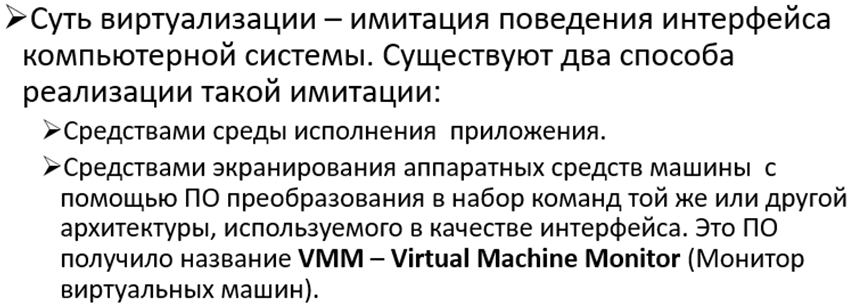 ➢Суть виртуализации – имитация поведения интерфейса
компьютерной системы. Существуют два способа
реализации такой имитации:
➢Средствами среды исполнения приложения.
➢Средствами экранирования аппаратных средств машины с
помощью ПО преобразования в набор команд той же или другой
архитектуры, используемого в качестве интерфейса. Это ПО
получило название VMM – Virtual Machine Monitor (Монитор
виртуальных машин).